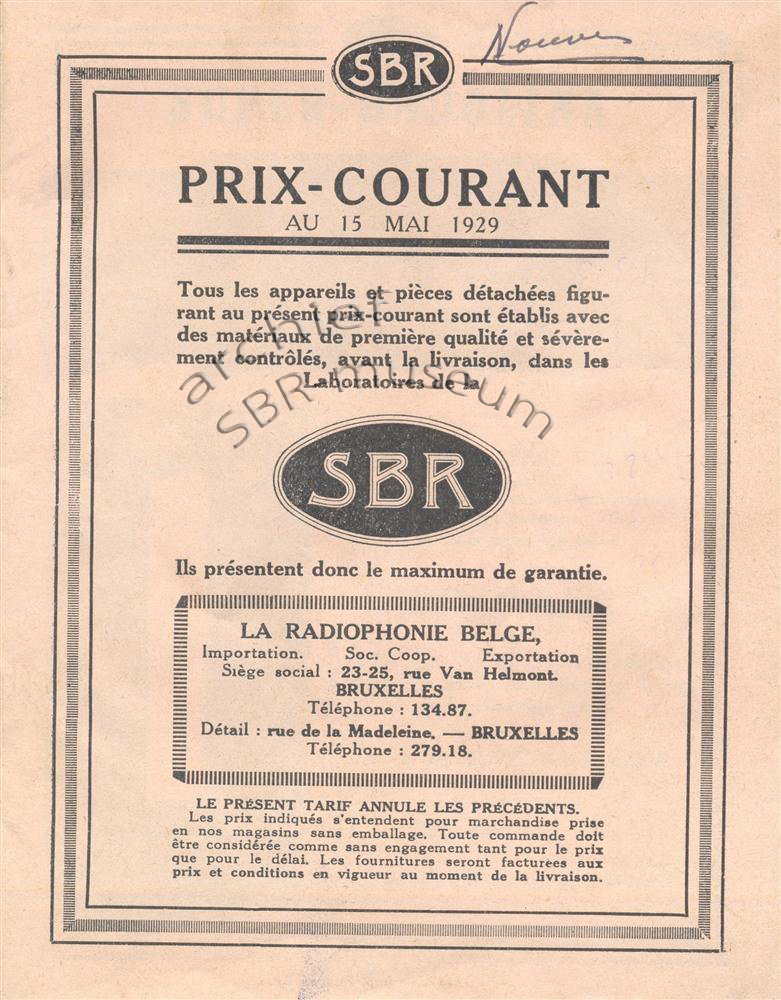 SBR
PRIX-COURANT
AU 15 MAI 1929
Tous les appareils et pièces détachées figu-
rant au présent prix-courant sont établis avec
des matériaux de première qualité et sévère-
ment contrôlés, avant la livraison, dans les
Laboratoires de la
archief
SBR museum
SBR
Ils présentent donc le maximum de garantie.
LA RADIOPHONIE BELGE,
Importation. Soc. Coop. Exportation
Siège social : 23-25, rue Van Helmont.
BRUXELLES
Téléphone : 134.87.
Détail : rue de la Madeleine. — BRUXELLES
Téléphone : 279.18.
LE PRÉSENT TARIF ANNULE LES PRÉCÉDENTS.
Les prix indiqués s'entendent pour marchandise prise
en nos magasins sans emballage. Toute commande doit
être considérée comme sans engagement tant pour le prix
que pour le délai. Les fournitures seront facturées aux
prix et conditions en vigueur au moment de la livraison.